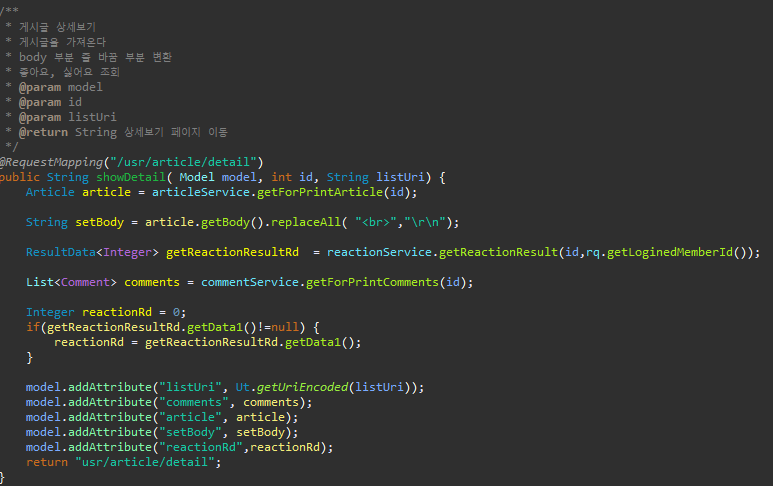 /**
 * 게시글 상세보기
 * 게시글을 가져온다
 * body 부분 줄 바꿈 부분 변환
 * 좋아요, 싫어요 조회
 * @param model
 * @param id
 * @param listUri
 * @return String 상세보기 페이지 이동
 */
@RequestMapping("/usr/article/detail")
public String showDetail( Model model, int id, String listUri) {
    Article article = articleService.getForPrintArticle(id);
    String setBody = article.getBody().replaceAll( "<br>","\r\n");
    ResultData<Integer> getReactionResultRd  = reactionService.getReactionResult(id,rq.getLoginedMemberId());
    List<Comment> comments = commentService.getForPrintComments(id);
    Integer reactionRd = 0;
    if(getReactionResultRd.getData1()!=null) {
        reactionRd = getReactionResultRd.getData1();
    }
    model.addAttribute("listUri", Ut.getUriEncoded(listUri));
    model.addAttribute("comments", comments);
    model.addAttribute("article", article);
    model.addAttribute("setBody", setBody);
    model.addAttribute("reactionRd",reactionRd);
    return "usr/article/detail";
}